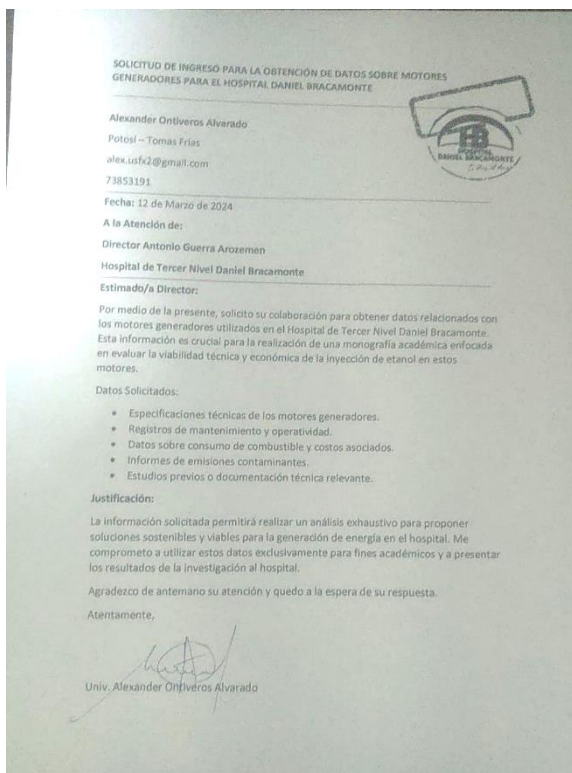 SOLICITUD DE INGRESO PARA LA OBTENCIÓN DE DATOS SOBRE MOTORES
GENERADORES PARA EL HOSPITAL DANIEL BRACAMONTE
HB
HOSPITAL
DANIEL BRACAMONTE
Alexander Ontiveros Alvarado
Potosí – Tomas Frías
alex.usfx2@gmail.com
73853191
Fecha: 12 de Marzo de 2024
A la Atención de:
Director Antonio Guerra Arozemen
Hospital de Tercer Nivel Daniel Bracamonte
Estimado/a Director:
Por medio de la presente, solicito su colaboración para obtener datos relacionados con
los motores generadores utilizados en el Hospital de Tercer Nivel Daniel Bracamonte.
Esta información es crucial para la realización de una monografía académica enfocada
en evaluar la viabilidad técnica y económica de la inyección de etanol en estos
motores.
Datos Solicitados:
• Especificaciones técnicas de los motores generadores.
• Registros de mantenimiento y operatividad.
• Datos sobre consumo de combustible y costos asociados.
• Informes de emisiones contaminantes.
• Estudios previos o documentación técnica relevante.
Justificación:
La información solicitada permitirá realizar un análisis exhaustivo para proponer
soluciones sostenibles y viables para la generación de energía en el hospital. Me
comprometo a utilizar estos datos exclusivamente para fines académicos y a presentar
los resultados de la investigación al hospital.
Agradezco de antemano su atención y quedo a la espera de su respuesta.
Atentamente,
Univ. Alexander Ontiveros Alvarado